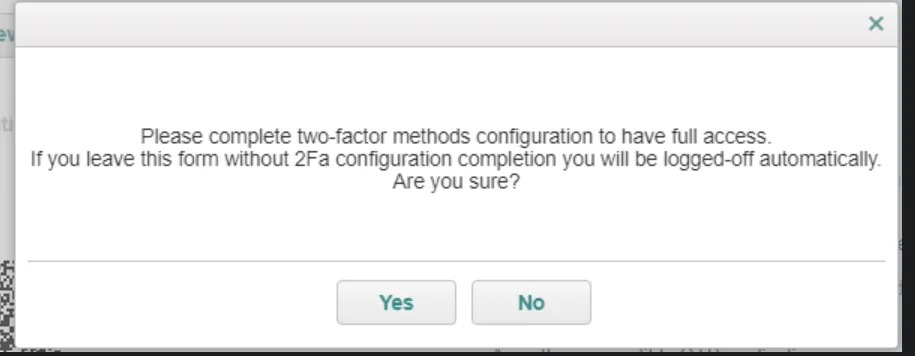 ×
Please complete two-factor methods configuration to have full access.
If you leave this form without 2Fa configuration completion you will be logged-off automatically.
Are you sure?
Yes
No